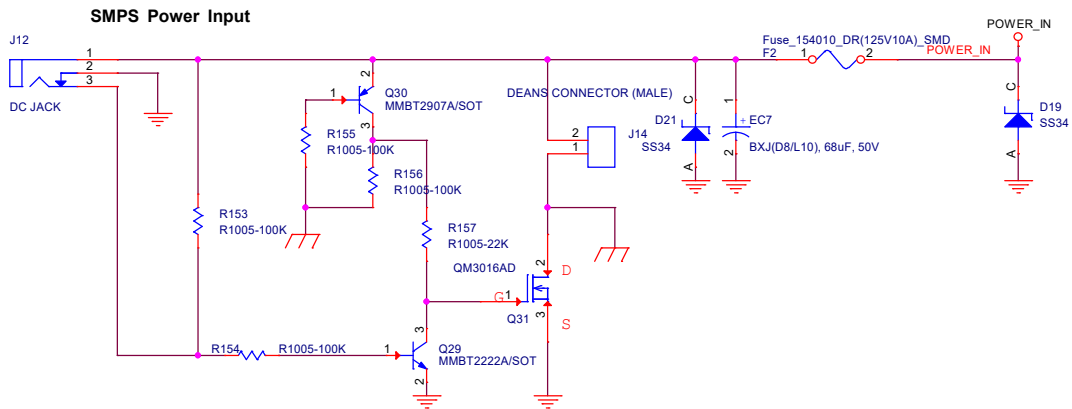 SMPS Power Input
POWER_IN
J12
Fuse_154010_DR(125V10A)_SMD
1
F2
1
2
POWER_IN
2
3
DC JACK
2
1
Q30
MMBT2907A/SOT
3
DEANS CONNECTOR (MALE)
C
1
C
D19
SS34
D21
J14
SS34
+
EC7
BXJ(D8/L10), 68uF, 50V
R155
R1005-100K
2
1
A
2
A
R156
R1005-100K
R153
R1005-100K
R157
R1005-22K
QM3016AD
2
D
G
1
Q31
3
S
3
R154
R1005-100K
1
Q29
MMBT2222A/SOT
2